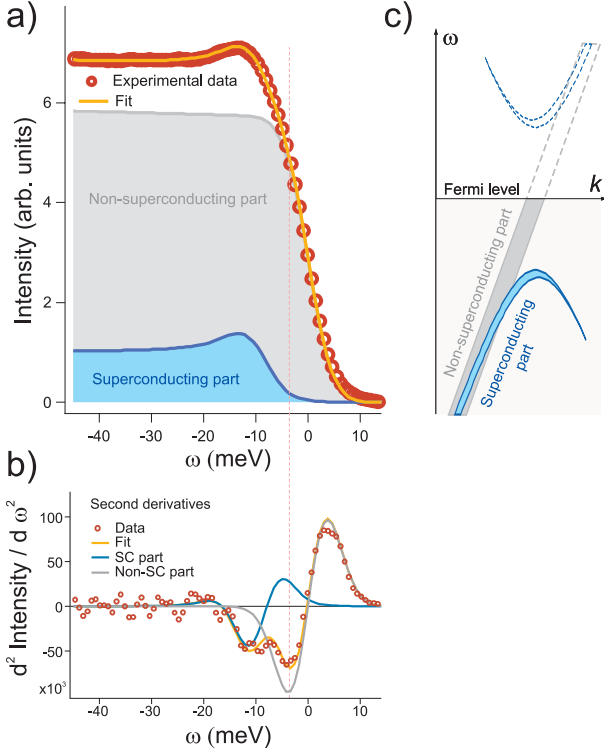 a)
Intensity (arb. units)
6
4
2
0
Experimental data
Fit
Non-superconducting part
Superconducting part
-40 -30 -20 -10 0 10
ω (meV)
b)
d² Intensity / d ω²
100
50
0
-50
x10³
Second derivatives
Data
Fit
SC part
Non-SC part
-40 -30 -20 -10 0 10
ω (meV)
c)
ω
Fermi level
k
Non-superconducting part
Superconducting
part